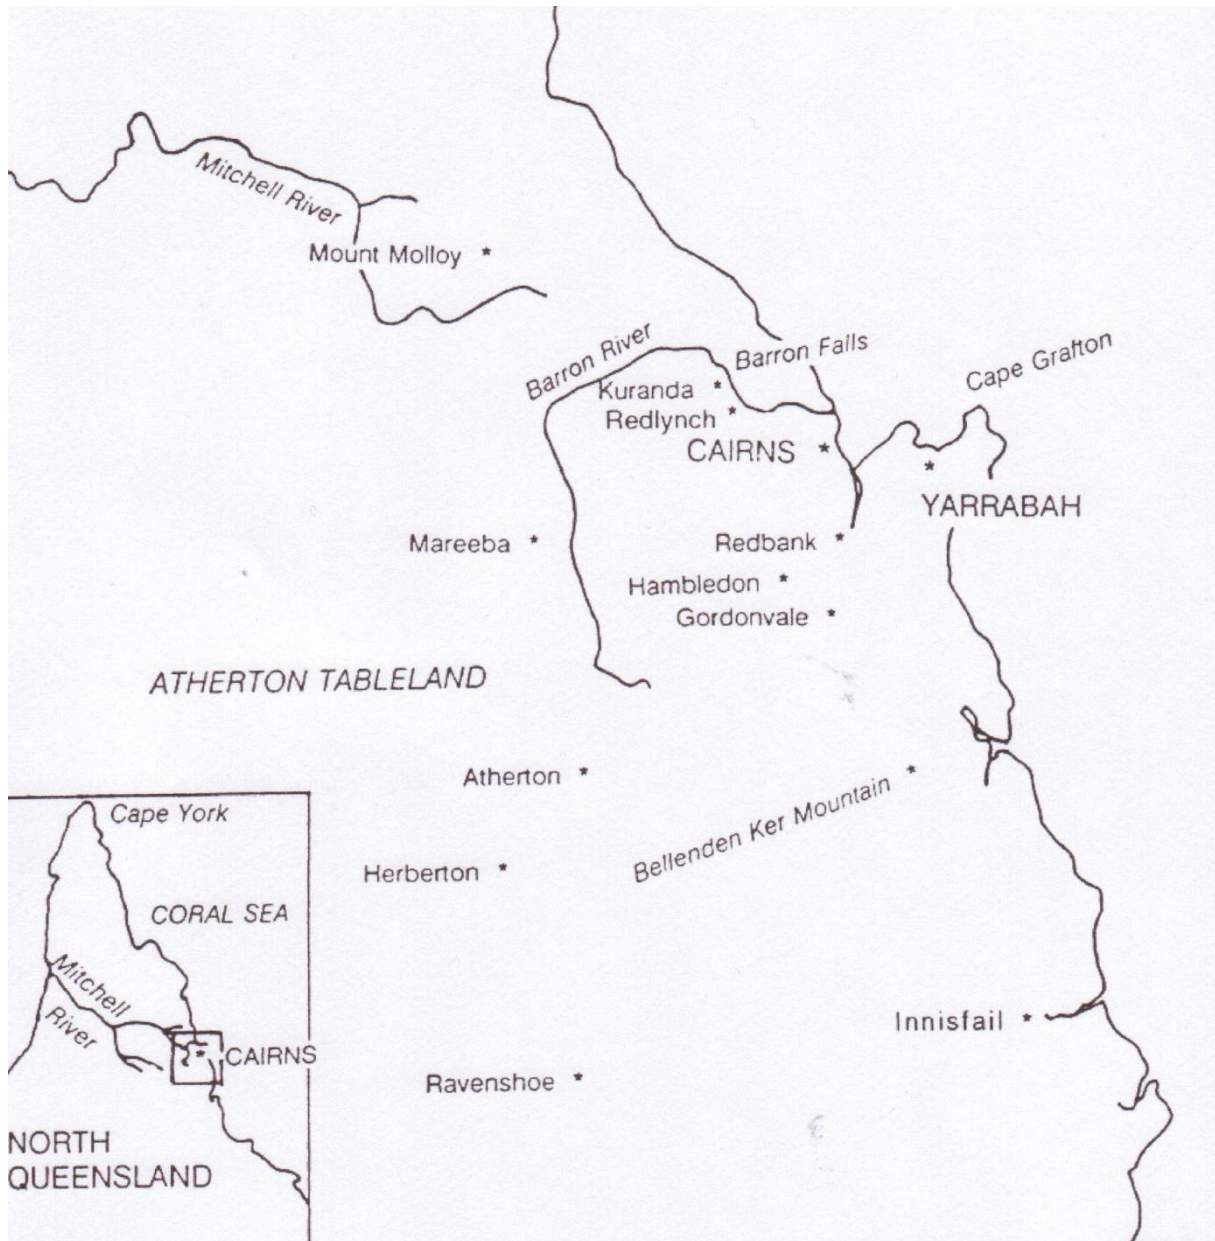 Mitchell River
Mount Molloy
Barron River
Barron Falls
Cape Grafton
Kuranda
Redlynch
CAIRNS
YARRABAH
Mareeba
Redbank
Hambledon
Gordonvale
ATHERTON TABLELAND
Atherton
Bellenden Ker Mountain
Herberton
Innisfail
Ravenshoe
Cape York
CORAL SEA
Mitchell
River
CAIRNS
NORTH
QUEENSLAND